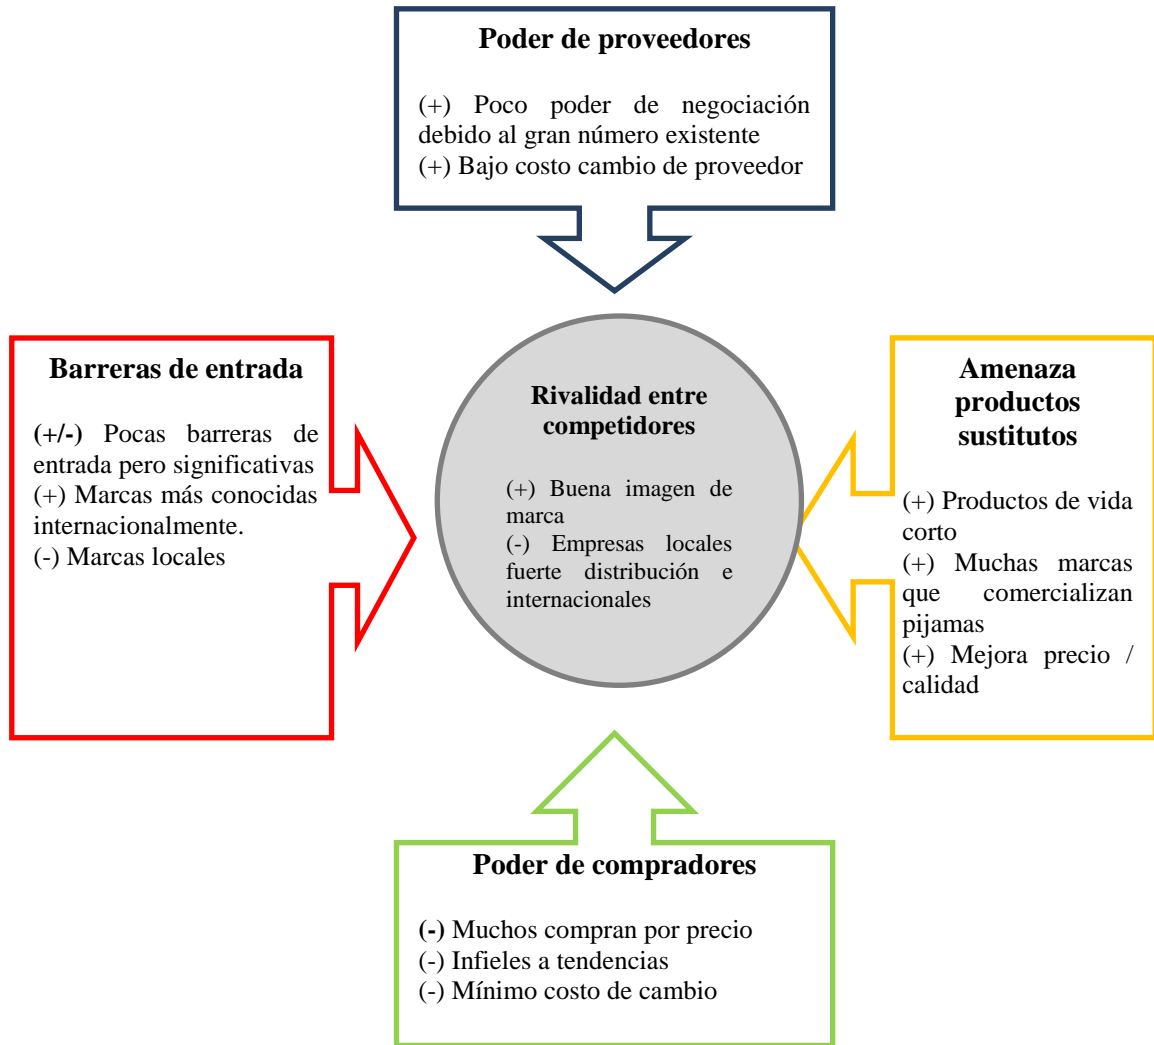 Poder de proveedores
(+) Poco poder de negociación
debido al gran número existente
(+) Bajo costo cambio de proveedor
Barreras de entrada
(+/-) Pocas barreras de
entrada pero significativas
(+) Marcas más conocidas
internacionalmente.
(-) Marcas locales
Rivalidad entre
competidores
(+) Buena imagen de
marca
(-) Empresas locales
fuerte distribución e
internacionales
Amenaza
productos
sustitutos
(+) Productos de vida
corto
(+) Muchas marcas
que comercializan
pijamas
(+) Mejora precio /
calidad
Poder de compradores
(-) Muchos compran por precio
(-) Infieles a tendencias
(-) Mínimo costo de cambio